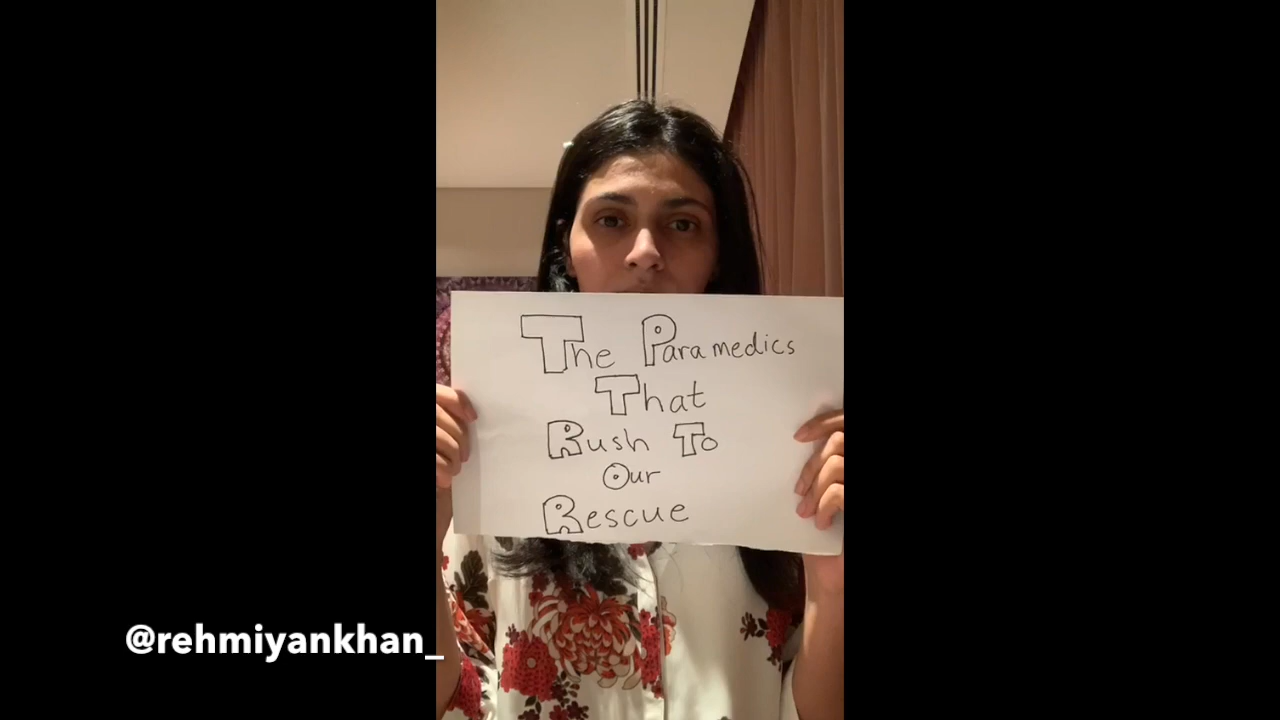 The Paramedics
That
Rush To
Our
Rescue
@rehmiyankhan_